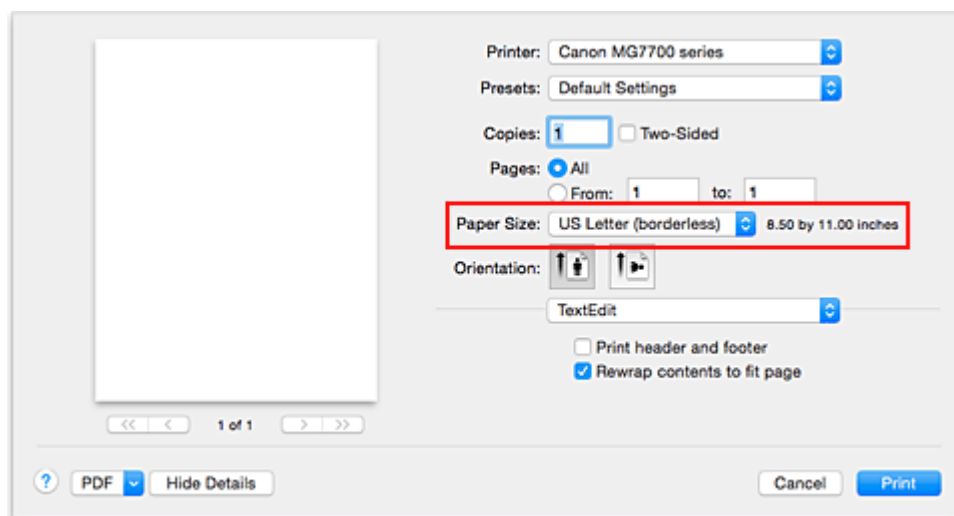 Printer: Canon MG7700 series
Presets: Default Settings
Copies: 1 Two-Sided
Pages: All
From: 1 to: 1
Paper Size: US Letter (borderless) 8.50 by 11.00 inches
Orientation:
TextEdit
Print header and footer
Rewrap contents to fit page
<< < 1 of 1 > >>
? PDF Hide Details Cancel Print